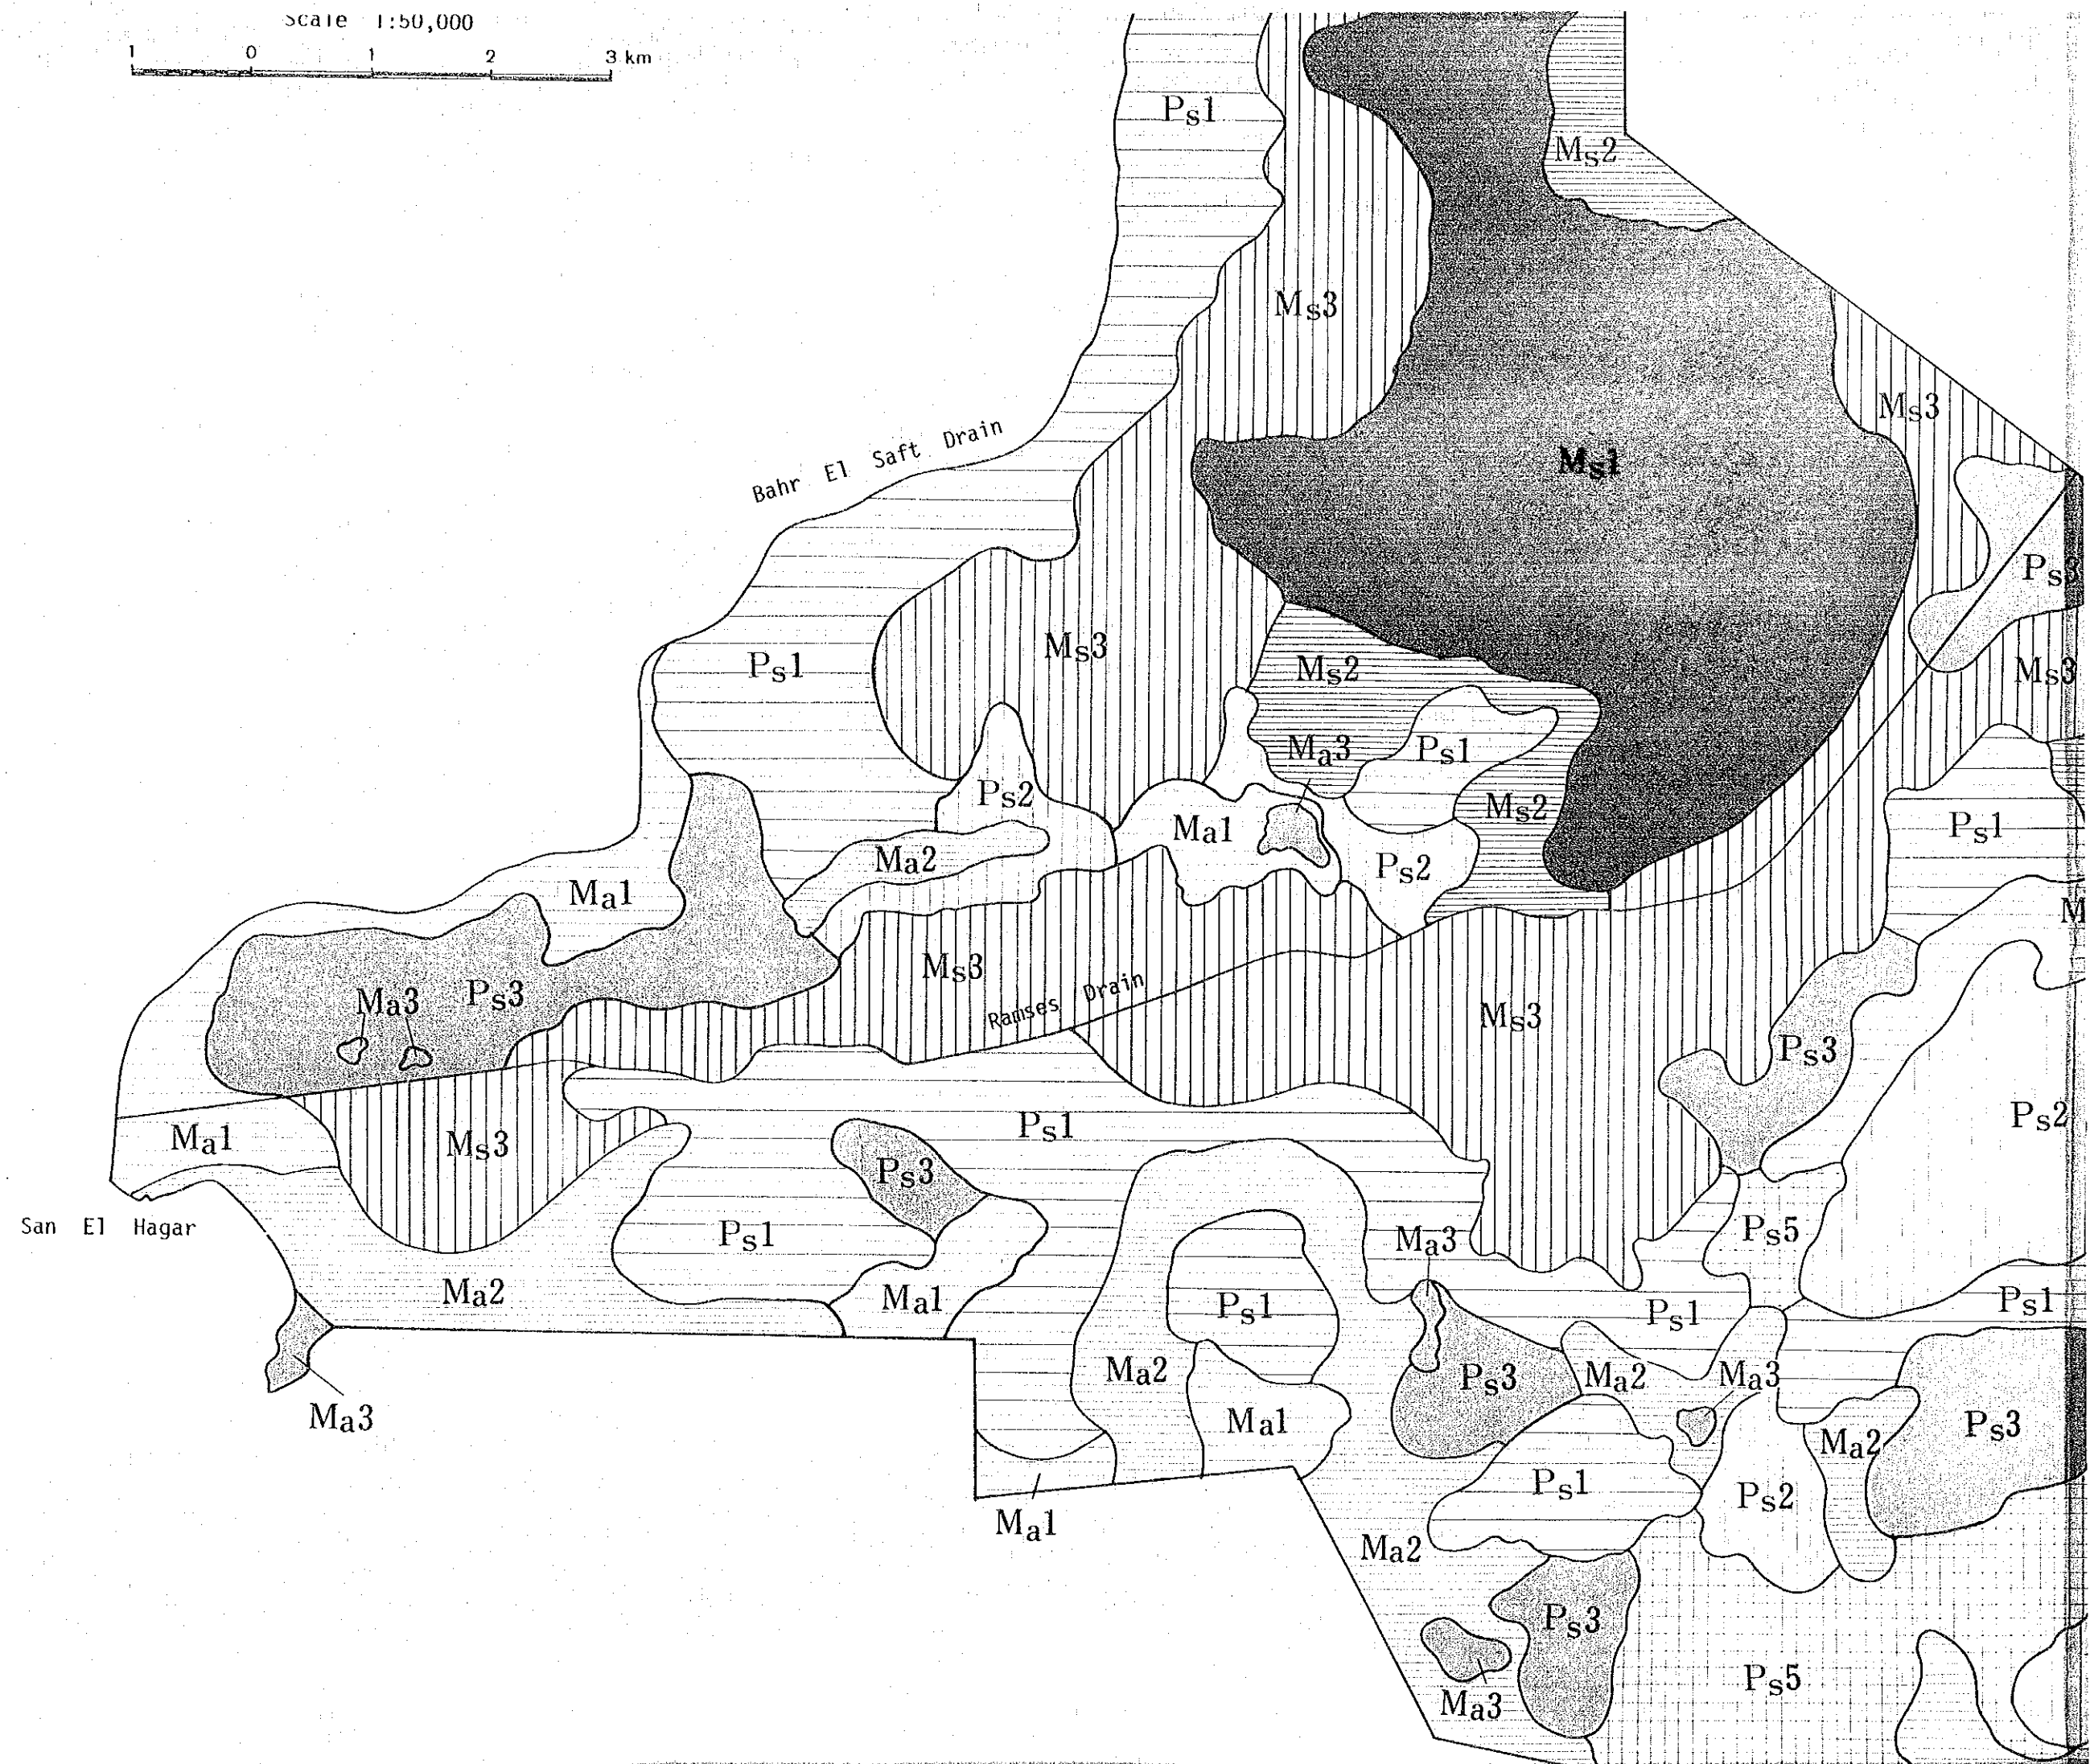 Scale 1:50,000
1 0 1 2 3 km
Ps1
Ms2
Ms3
Ms3
Bahr El Saft Drain
Ms1
Ps3
Ms3
Ps1
Ms2
Ms3
Ma3
Ps1
Ps2
Ms2
Ma1
Ps1
Ma2
Ps2
Ma1
M
Ms3
Ma3
Ps3
Ramses Drain
Ms3
Ps3
Ps2
Ma1
Ms3
Ps1
Ps3
San El Hagar
Ps1
Ma3
Ps5
Ma2
Ma1
Ps1
Ps1
Ps1
Ma2
Ps3
Ma2
Ma3
Ma3
Ma1
Ps3
Ma2
Ps1
Ps2
Ma1
Ma2
Ps3
Ma3
Ps5